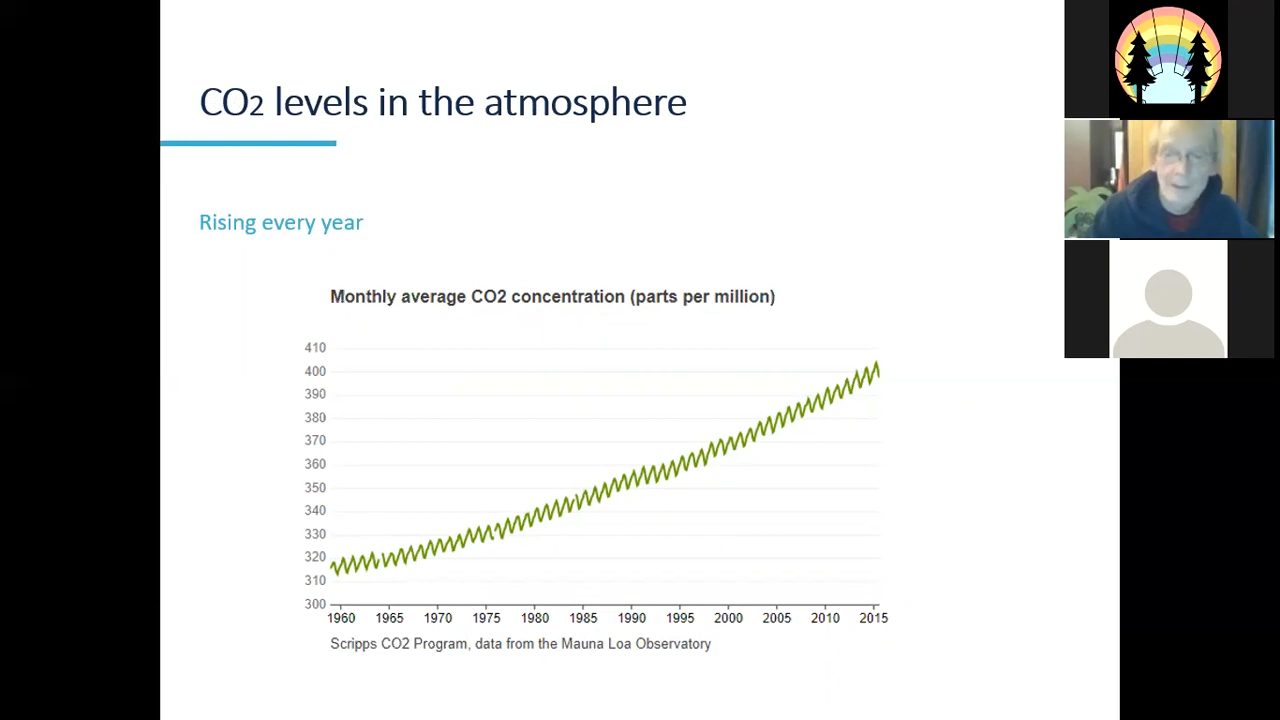 CO2 levels in the atmosphere
Rising every year
Monthly average CO2 concentration (parts per million)
410
400
390
380
370
360
350
340
330
320
310
300
1960 1965 1970 1975 1980 1985 1990 1995 2000 2005 2010 2015
Scripps CO2 Program, data from the Mauna Loa Observatory